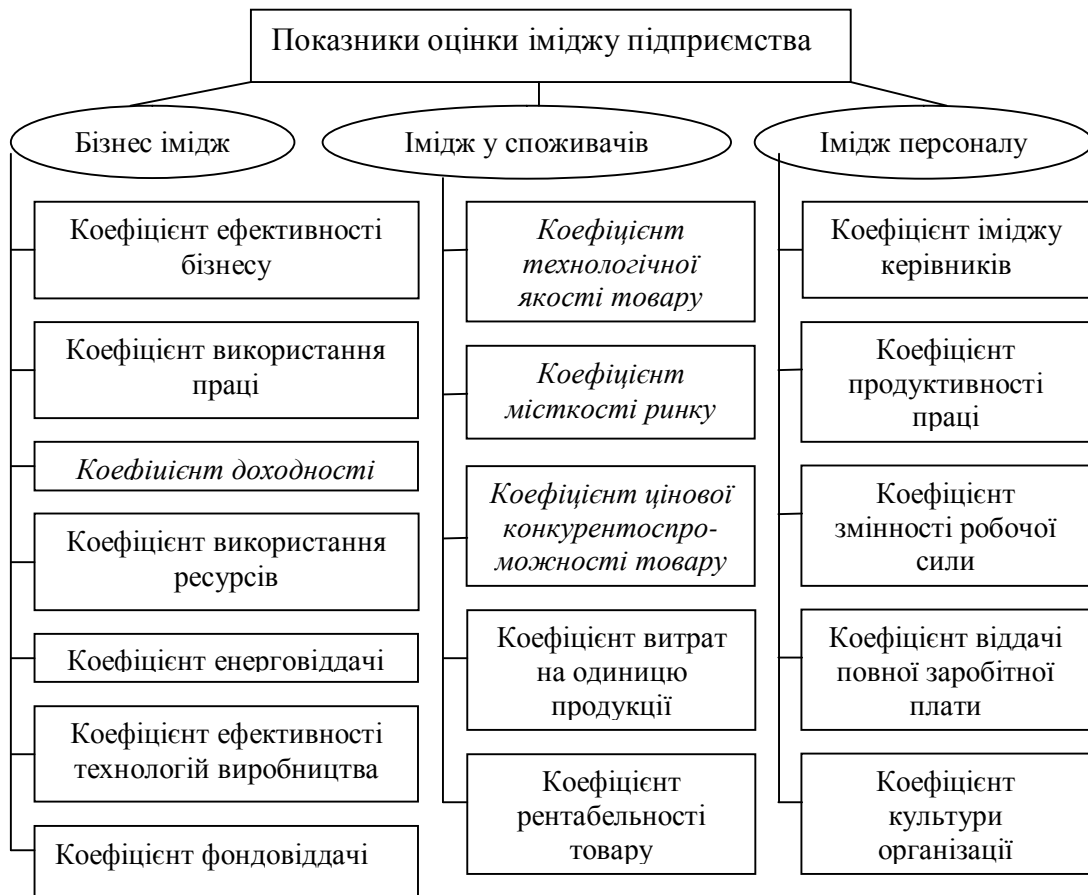 Показники оцінки іміджу підприємства
Бізнес імідж
Коефіцієнт ефективності
бізнесу
Коефіцієнт використання
праці
Коефіцієнт доходності
Коефіцієнт використання
ресурсів
Коефіцієнт енерговіддачі
Коефіцієнт ефективності
технологій виробництва
Коефіцієнт фондовіддачі
Імідж у споживачів
Коефіцієнт
технологічної
якості товару
Коефіцієнт
місткості ринку
Коефіцієнт цінової
конкурентоспро-
можності товару
Коефіцієнт витрат
на одиницю
продукції
Коефіцієнт
рентабельності
товару
Імідж персоналу
Коефіцієнт іміджу
керівників
Коефіцієнт
продуктивності
праці
Коефіцієнт
змінності робочої
сили
Коефіцієнт віддачі
повної заробітної
плати
Коефіцієнт
культури
організації